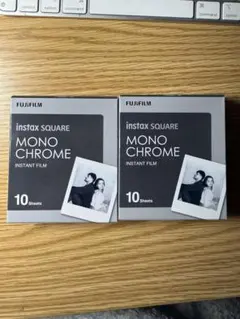 FUJIFILM
instax SQUARE
MONO
CHROME
INSTANT FILM
10 Sheets
FUJIFILM
instax SQUARE
MONO
CHROME
INSTANT FILM
10 Sheets